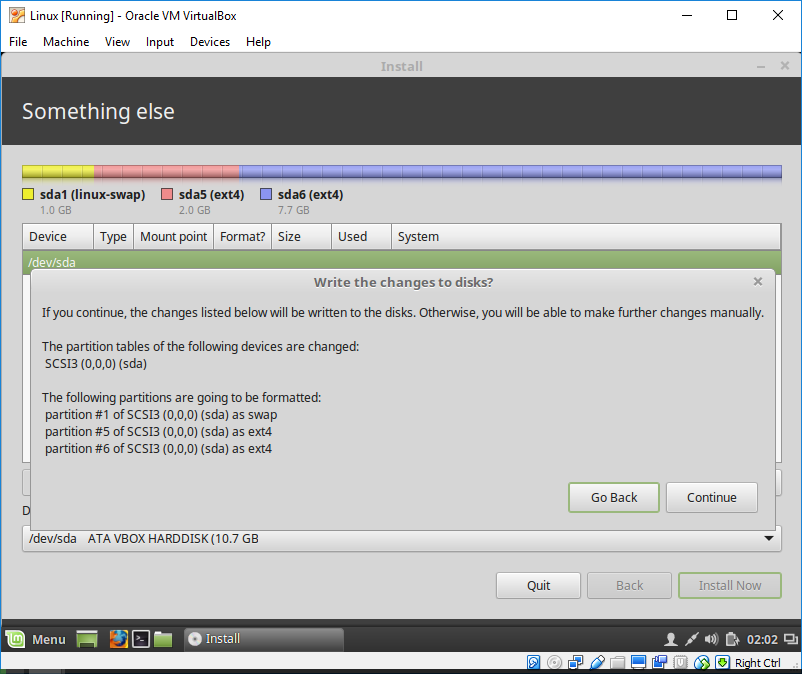 Linux [Running] - Oracle VM VirtualBox
File Machine View Input Devices Help
Install
Something else
sda1 (linux-swap) sda5 (ext4) sda6 (ext4)
1.0 GB 2.0 GB 7.7 GB
Device Type Mount point Format? Size Used System
/dev/sda
Write the changes to disks?
If you continue, the changes listed below will be written to the disks. Otherwise, you will be able to make further changes manually.
The partition tables of the following devices are changed:
SCSI3 (0,0,0) (sda)
The following partitions are going to be formatted:
partition #1 of SCSI3 (0,0,0) (sda) as swap
partition #5 of SCSI3 (0,0,0) (sda) as ext4
partition #6 of SCSI3 (0,0,0) (sda) as ext4
Go Back Continue
D
/dev/sda ATA VBOX HARDDISK (10.7 GB
Quit Back Install Now
Menu Install 02:02
Right Ctrl